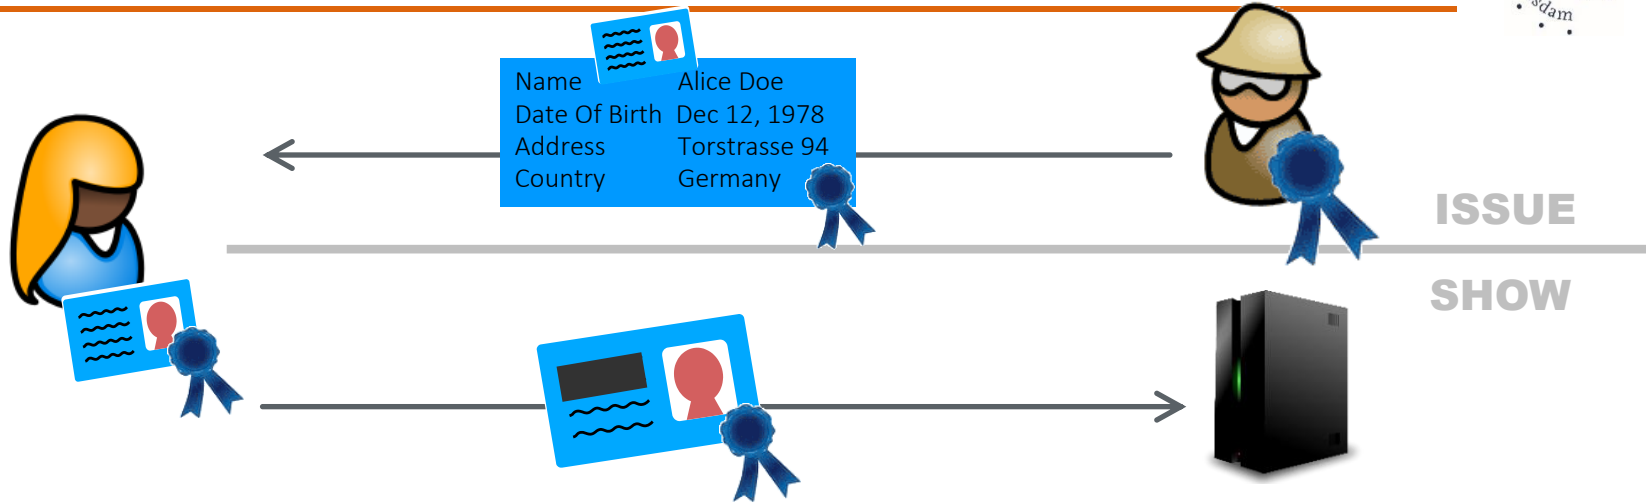 Name Alice Doe
Date Of Birth Dec 12, 1978
Address Torstrasse 94
Country Germany
ISSUE
SHOW